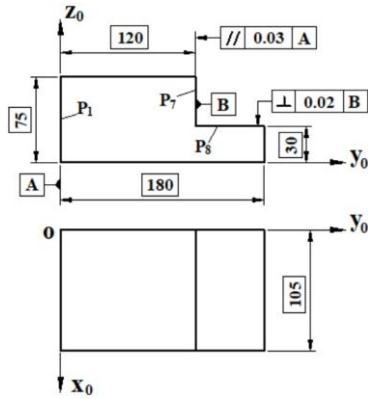 z₀
120
// 0.03 A
P₁
P₇
B
⊥ 0.02 B
75
P₈
30
y₀
A
180
O
y₀
105
x₀